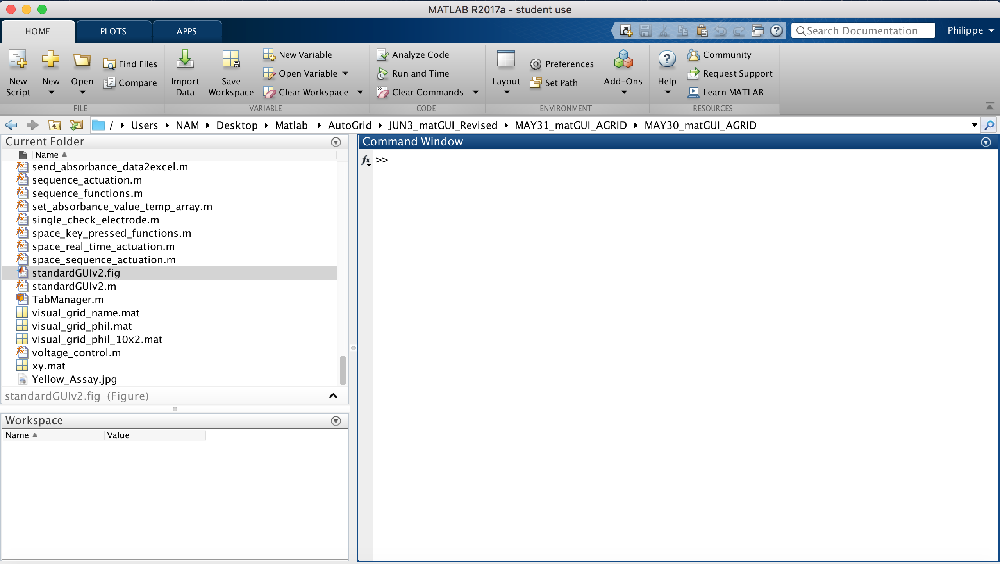 MATLAB R2017a - student use
HOME PLOTS APPS Search Documentation Philippe
New Script New Open Find Files Compare
FILE
Import Data Save Workspace New Variable Open Variable Clear Workspace
VARIABLE
Analyze Code Run and Time Clear Commands
CODE
Layout Preferences Set Path Add-Ons
ENVIRONMENT
Help Community Request Support Learn MATLAB
RESOURCES
/ Users NAM Desktop Matlab AutoGrid JUN3_matGUI_Revised MAY31_matGUI_AGRID MAY30_matGUI_AGRID
Current Folder
Name
send_absorbance_data2excel.m
sequence_actuation.m
sequence_functions.m
set_absorbance_value_temp_array.m
single_check_electrode.m
space_key_pressed_functions.m
space_real_time_actuation.m
space_sequence_actuation.m
standardGUIv2.fig
standardGUIv2.m
TabManager.m
visual_grid_name.mat
visual_grid_phil.mat
visual_grid_phil_10x2.mat
voltage_control.m
xy.mat
Yellow_Assay.jpg
standardGUIv2.fig (Figure)
Workspace
Name Value
Command Window
fx >>